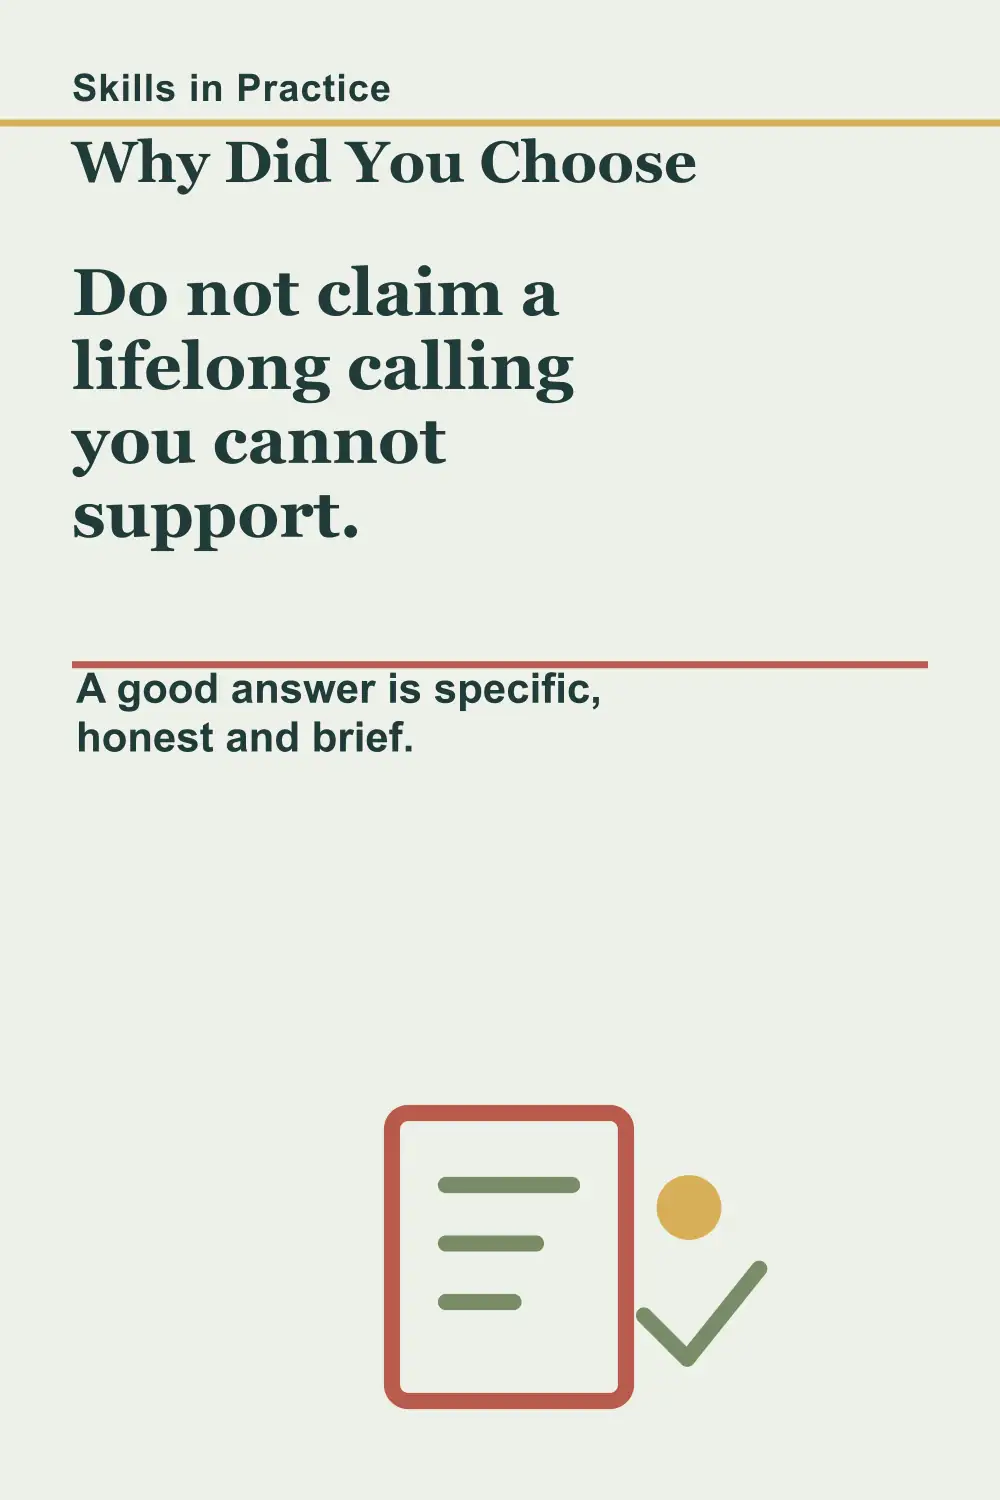 Skills in Practice
Why Did You Choose
Do not claim a
lifelong calling
you cannot
support.
A good answer is specific,
honest and brief.